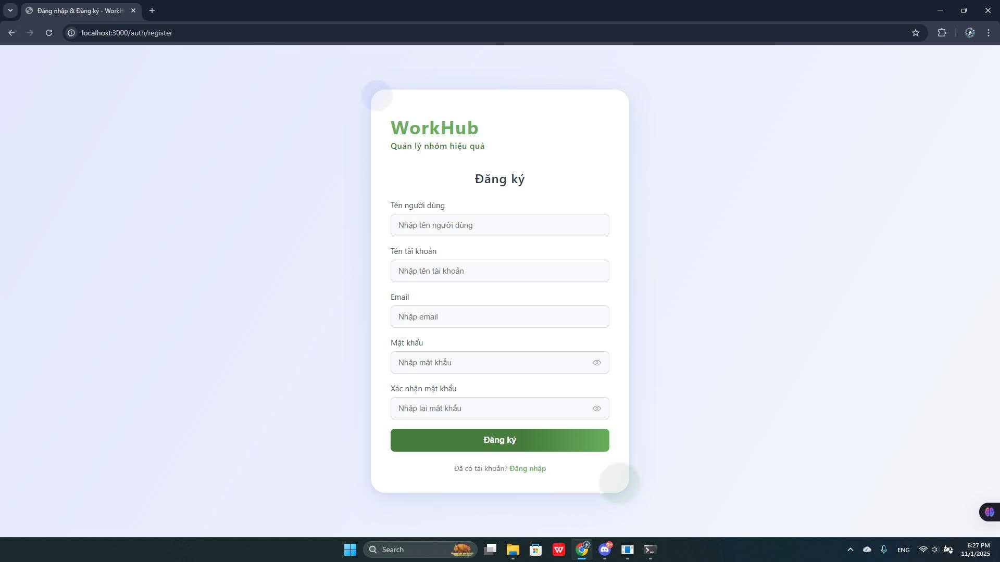 Đăng nhập & Đăng ký - WorkH
localhost:3000/auth/register
WorkHub
Quản lý nhóm hiệu quả
Đăng ký
Tên người dùng
Nhập tên người dùng
Tên tài khoản
Nhập tên tài khoản
Email
Nhập email
Mật khẩu
Nhập mật khẩu
Xác nhận mật khẩu
Nhập lại mật khẩu
Đăng ký
Đã có tài khoản? Đăng nhập
Search
W
9+
ENG
6:27 PM
11/1/2025